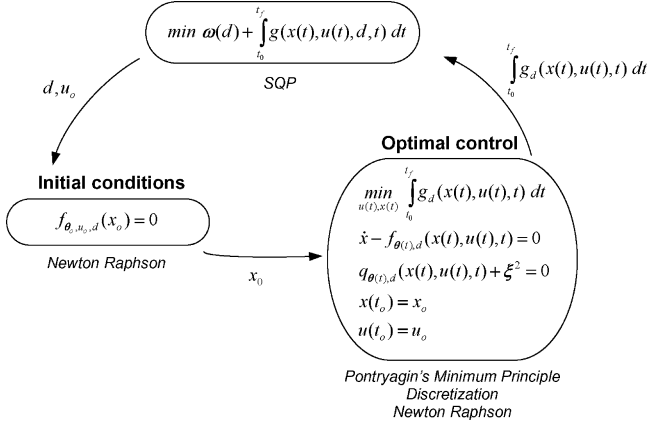 min ω(d) + ∫_{t_0}^{t_f} g(x(t), u(t), d, t) dt
SQP
d, u_o
∫_{t_0}^{t_f} g_d(x(t), u(t), t) dt
Initial conditions
f_{θ_o, u_o, d}(x_o) = 0
Newton Raphson
x_0
Optimal control
min_{u(t), x(t)} ∫_{t_0}^{t_f} g_d(x(t), u(t), t) dt
ẋ − f_{θ(t), d}(x(t), u(t), t) = 0
q_{θ(t), d}(x(t), u(t), t) + ξ² = 0
x(t_o) = x_o
u(t_o) = u_o
Pontryagin's Minimum Principle
Discretization
Newton Raphson